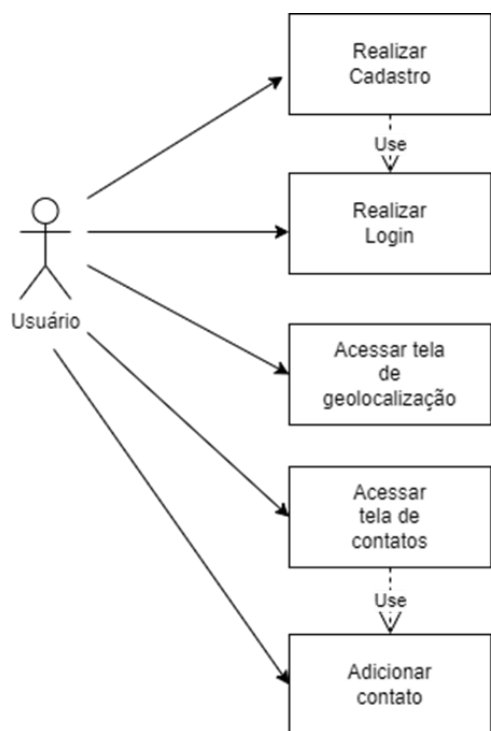 Realizar
Cadastro
Use
Realizar
Login
Usuário
Acessar tela
de
geolocalização
Acessar
tela de
contatos
Use
Adicionar
contato